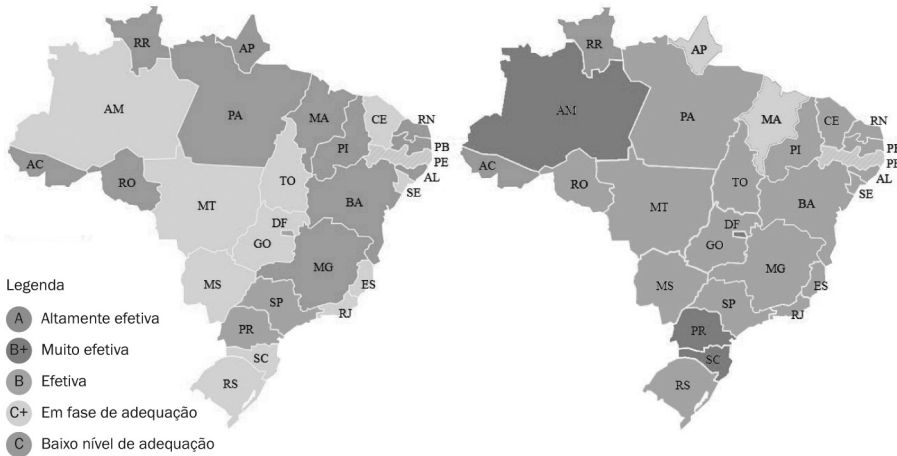 RR
AP
AM
PA
MA
CE
RN
PB
PE
AL
SE
PI
AC
RO
TO
BA
MT
DF
GO
MG
MS
ES
SP
RJ
PR
SC
RS
RR
AP
AM
PA
MA
CE
RN
PI
AL
SE
AC
RO
TO
BA
MT
DF
GO
MG
MS
ES
SP
RJ
PR
SC
RS
Legenda
A Altamente efetiva
B+ Muito efetiva
B Efetiva
C+ Em fase de adequação
C Baixo nível de adequação